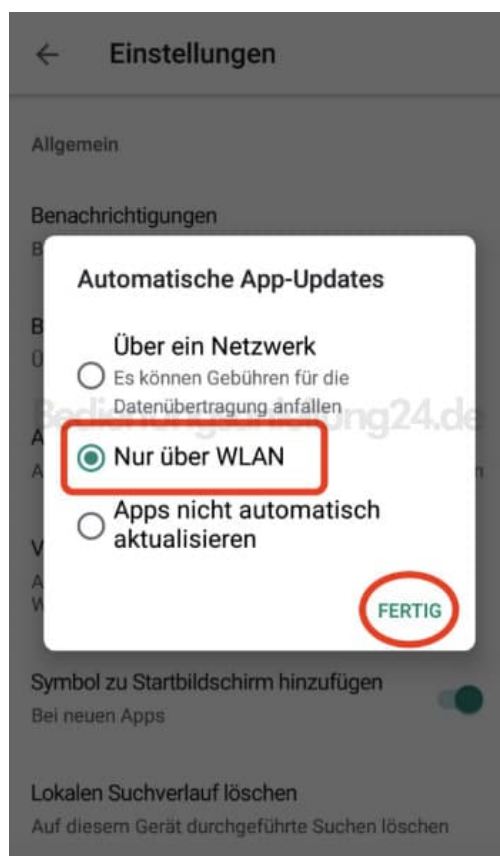 Einstellungen
Allgemein
Benachrichtigungen
B
Automatische App-Updates
B
Ü
Über ein Netzwerk
Es können Gebühren für die
Datenübertragung anfallen
Bedienungsanleitung24.de
A
A
n
Nur über WLAN
Apps nicht automatisch
aktualisieren
V
A
W
FERTIG
Symbol zu Startbildschirm hinzufügen
Bei neuen Apps
Lokalen Suchverlauf löschen
Auf diesem Gerät durchgeführte Suchen löschen